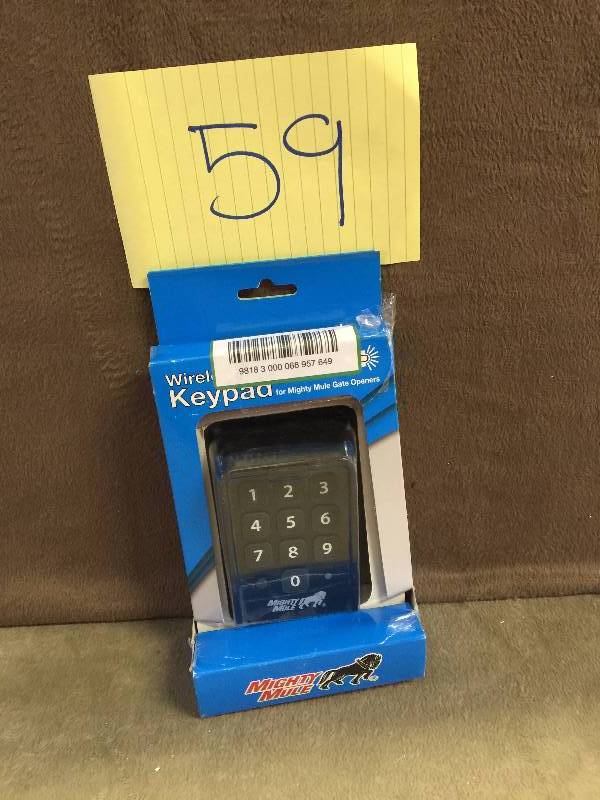 59
9818 3 000 068 957 649
Keypad for Mighty Mule Gate Openers
1 2 3
4 5 6
7 8 9
0
MIGHTY
MULE
®
MIGHTY
MULE
®